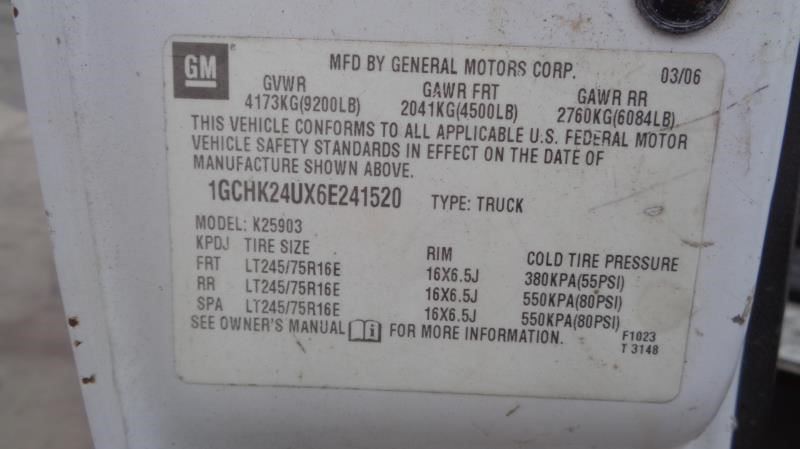 GM® MFD BY GENERAL MOTORS CORP. 03/06
GVWR GAWR FRT GAWR RR
4173KG(9200LB) 2041KG(4500LB) 2760KG(6084LB)
THIS VEHICLE CONFORMS TO ALL APPLICABLE U.S. FEDERAL MOTOR
VEHICLE SAFETY STANDARDS IN EFFECT ON THE DATE OF
MANUFACTURE SHOWN ABOVE.
1GCHK24UX6E241520 TYPE: TRUCK
MODEL: K25903
KPDJ TIRE SIZE RIM COLD TIRE PRESSURE
FRT LT245/75R16E 16X6.5J 380KPA(55PSI)
RR LT245/75R16E 16X6.5J 550KPA(80PSI)
SPA LT245/75R16E 16X6.5J 550KPA(80PSI)
SEE OWNER'S MANUAL i FOR MORE INFORMATION. F1023
T 3148